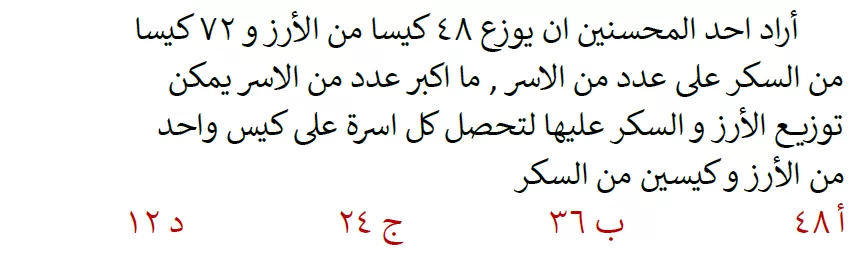 أراد احد المحسنين ان يوزع ٤٨ كيسا من الأرز و ٧٢ كيسا
من السكر على عدد من الاسر , ما اكبر عدد من الاسر يمكن
توزيع الأرز و السكر عليها لتحصل كل اسرة على كيس واحد
من الأرز و كيسين من السكر
أ ٤٨ ب ٣٦ ج ٢٤ د ١٢